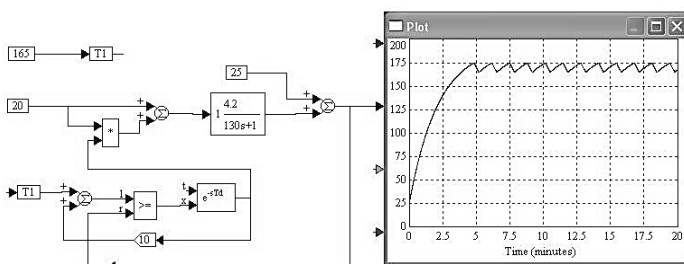 Plot
165
T1
25
20
+
+
Σ
1
4.2
130s+1
+
+
Σ
*
T1
+
+
Σ
l
r
>=
t
x
e-sTd
10
200
175
150
125
100
75
50
25
0
0 2.5 5 7.5 10 12.5 15 17.5 20
Time (minutes)